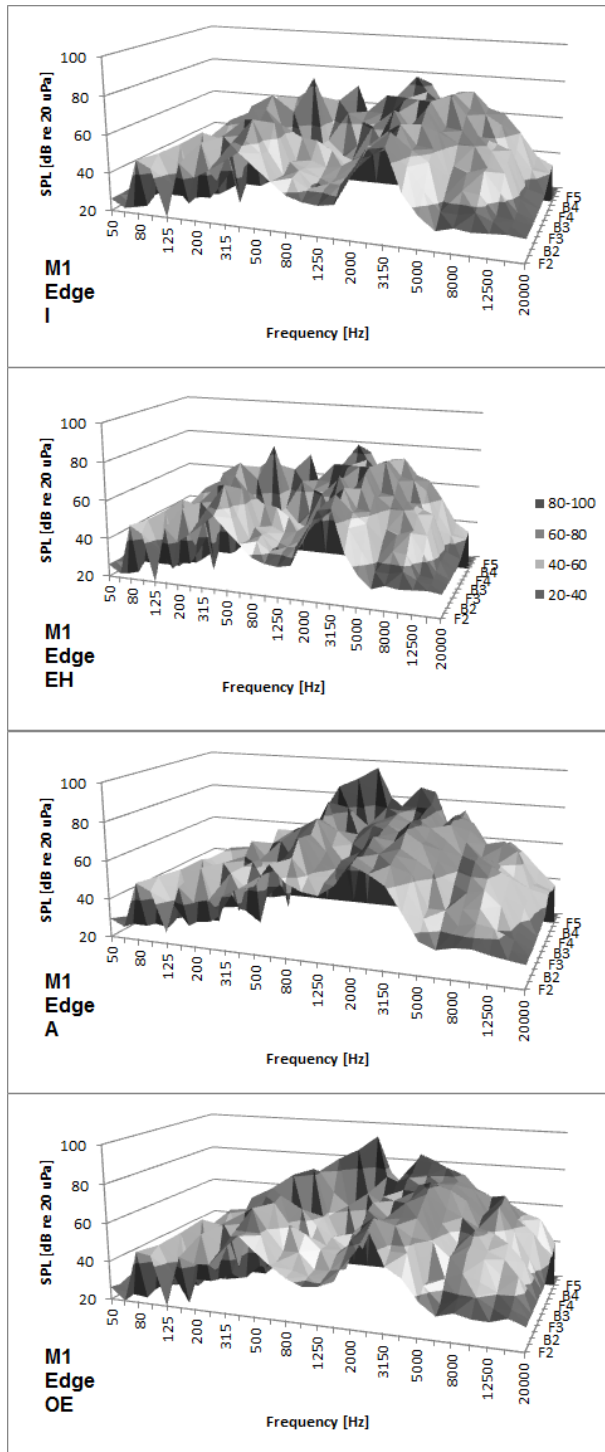 100
80
60
40
20
SPL [dB re 20 uPa]
50
80
125
200
315
500
800
1250
2000
3150
5000
8000
12500
20000
F5
B4
F4
B3
F3
B2
F2
Frequency [Hz]
M1
Edge
I
100
80
60
40
20
SPL [dB re 20 uPa]
50
80
125
200
315
500
800
1250
2000
3150
5000
8000
12500
20000
F5
B4
F4
B3
F3
B2
F2
80-100
60-80
40-60
20-40
Frequency [Hz]
M1
Edge
EH
100
80
60
40
20
SPL [dB re 20 uPa]
50
80
125
200
315
500
800
1250
2000
3150
5000
8000
12500
20000
F5
B4
F4
B3
F3
B2
F2
Frequency [Hz]
M1
Edge
A
100
80
60
40
20
SPL [dB re 20 uPa]
50
80
125
200
315
500
800
1250
2000
3150
5000
8000
12500
20000
F5
B4
F4
B3
F3
B2
F2
Frequency [Hz]
M1
Edge
OE